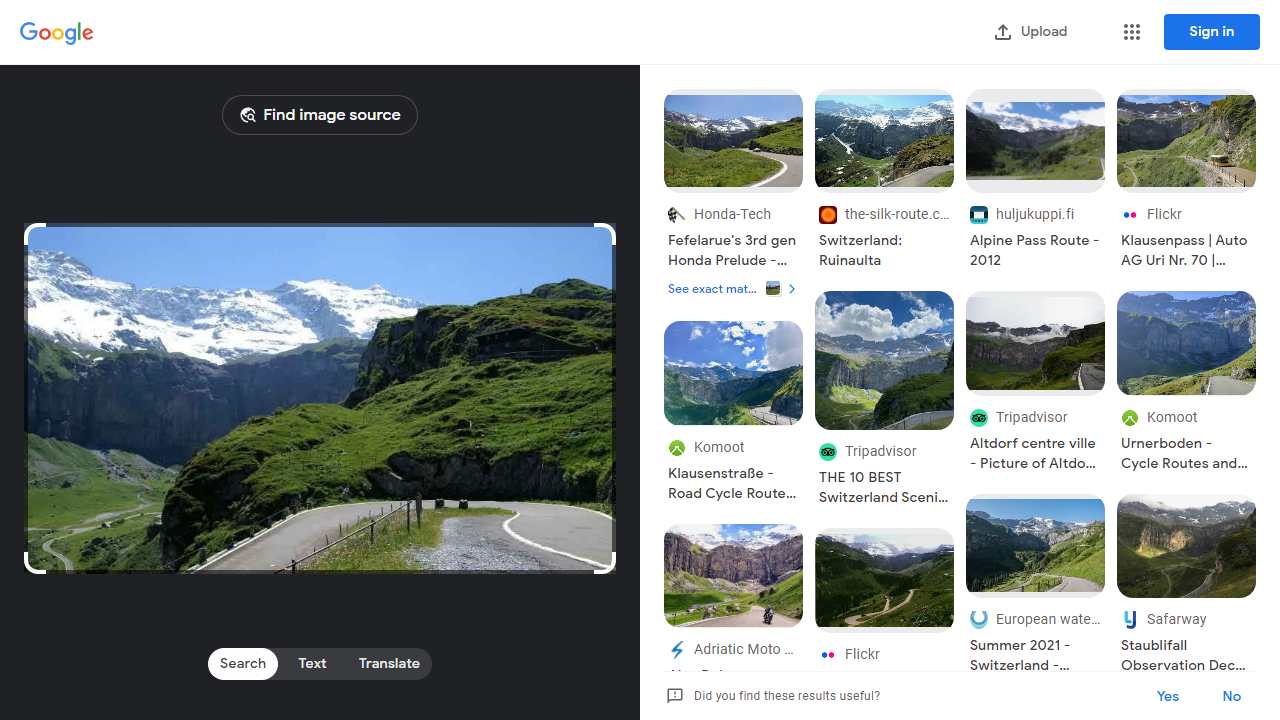 Google
Upload
Sign in
Find image source
Search
Text
Translate
Honda-Tech
Fefelarue's 3rd gen
Honda Prelude -...
See exact mat...
Komoot
Klausenstraße -
Road Cycle Route...
Adriatic Moto ...
the-silk-route.c...
Switzerland:
Ruinaulta
Tripadvisor
THE 10 BEST
Switzerland Sceni...
Flickr
huljukuppi.fi
Alpine Pass Route -
2012
Tripadvisor
Altdorf centre ville
- Picture of Altdo...
European wate...
Summer 2021 -
Switzerland -...
Flickr
Klausenpass | Auto
AG Uri Nr. 70 |...
Komoot
Urnerboden -
Cycle Routes and...
Safarway
Staublifall
Observation Dec...
Did you find these results useful?
Yes
No